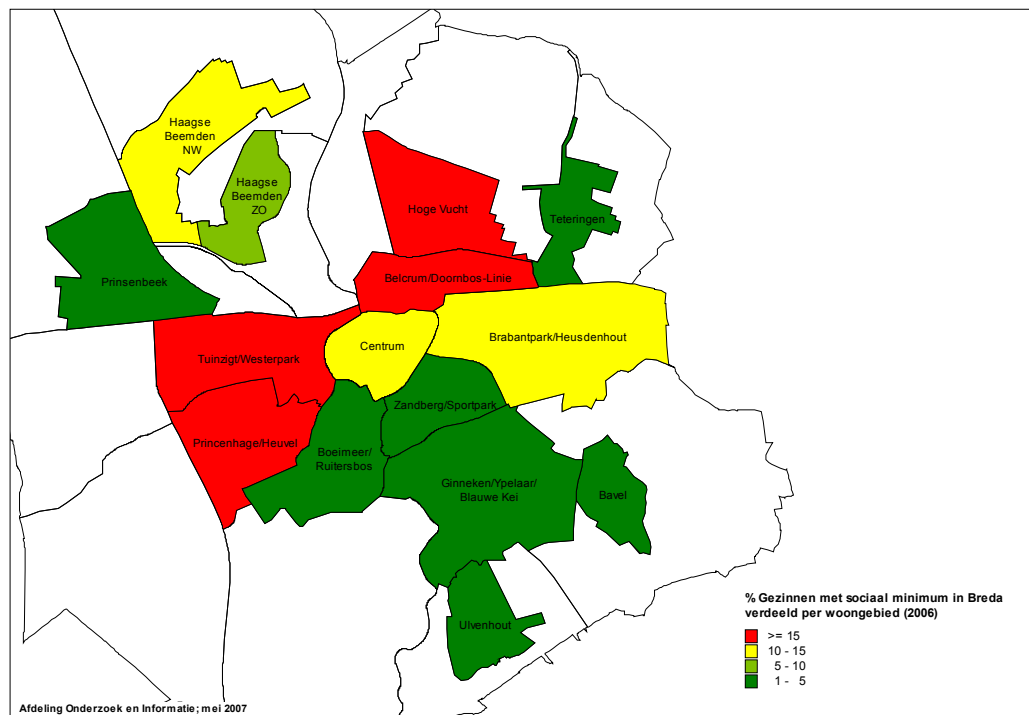 Haagse
Beemden
NW
Haagse
Beemden
ZO
Hoge Vucht
Teteringen
Prinsenbeek
Belcrum/Doornbos-Linie
Brabantpark/Heusdenhout
Centrum
Tuinzigt/Westerpark
Zandberg/Sportpark
Princenhage/Heuvel
Boeimeer/
Ruitersbos
Ginneken/Ypelaar/
Blauwe Kei
Bavel
Ulvenhout
% Gezinnen met sociaal minimum in Breda
verdeeld per woongebied (2006)
>= 15
10 - 15
5 - 10
1 - 5
Afdeling Onderzoek en Informatie; mei 2007